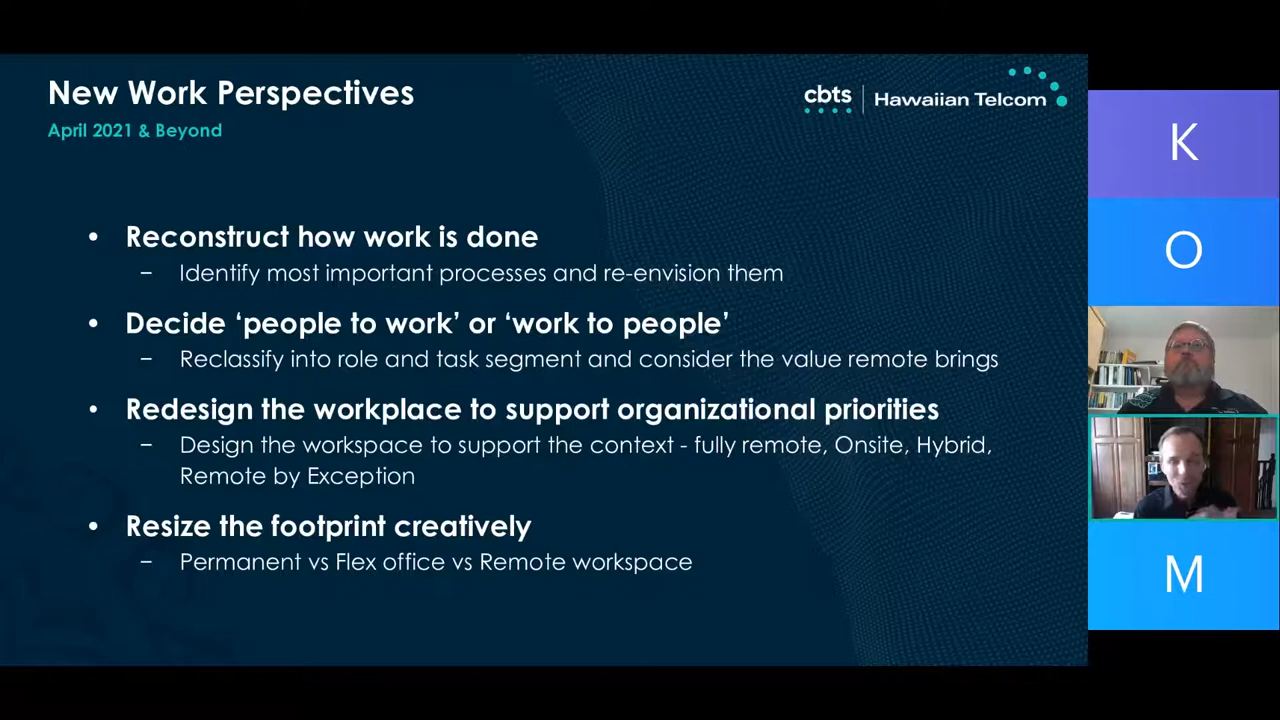 New Work Perspectives
April 2021 & Beyond
cbts
Hawaiian Telcom
• Reconstruct how work is done
− Identify most important processes and re-envision them
• Decide ‘people to work’ or ‘work to people’
− Reclassify into role and task segment and consider the value remote brings
• Redesign the workplace to support organizational priorities
− Design the workspace to support the context - fully remote, Onsite, Hybrid,
Remote by Exception
• Resize the footprint creatively
− Permanent vs Flex office vs Remote workspace
K
O
M